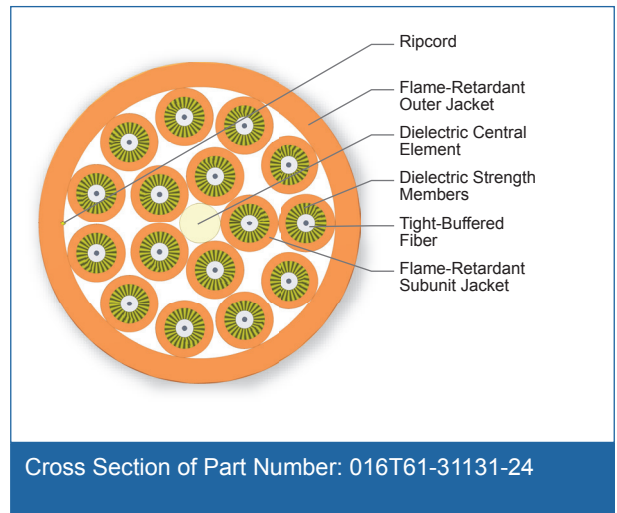 Ripcord
Flame-Retardant
Outer Jacket
Dielectric Central
Element
Dielectric Strength
Members
Tight-Buffered
Fiber
Flame-Retardant
Subunit Jacket
Cross Section of Part Number: 016T61-31131-24